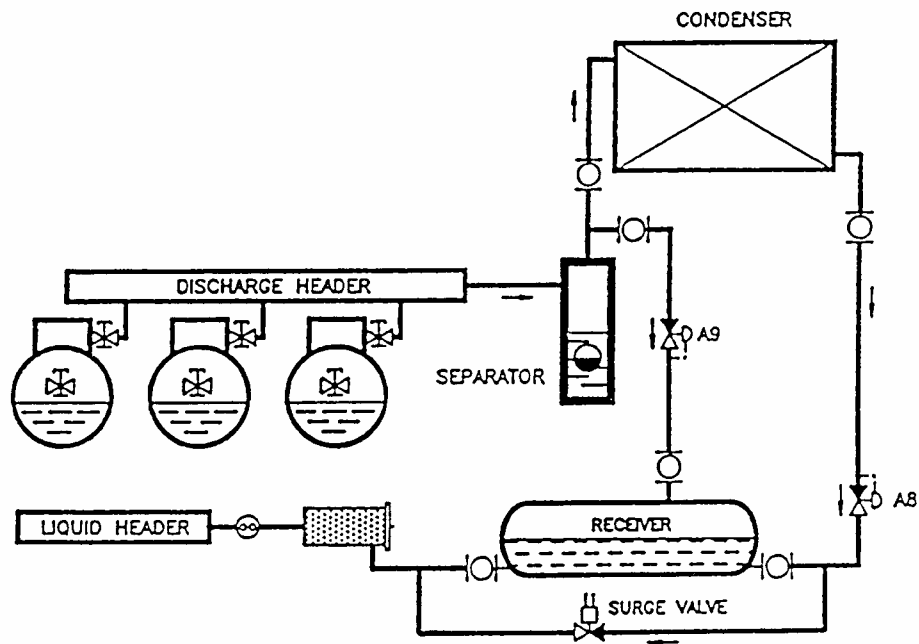 CONDENSER
DISCHARGE HEADER
A9
SEPARATOR
A8
LIQUID HEADER
RECEIVER
SURGE VALVE